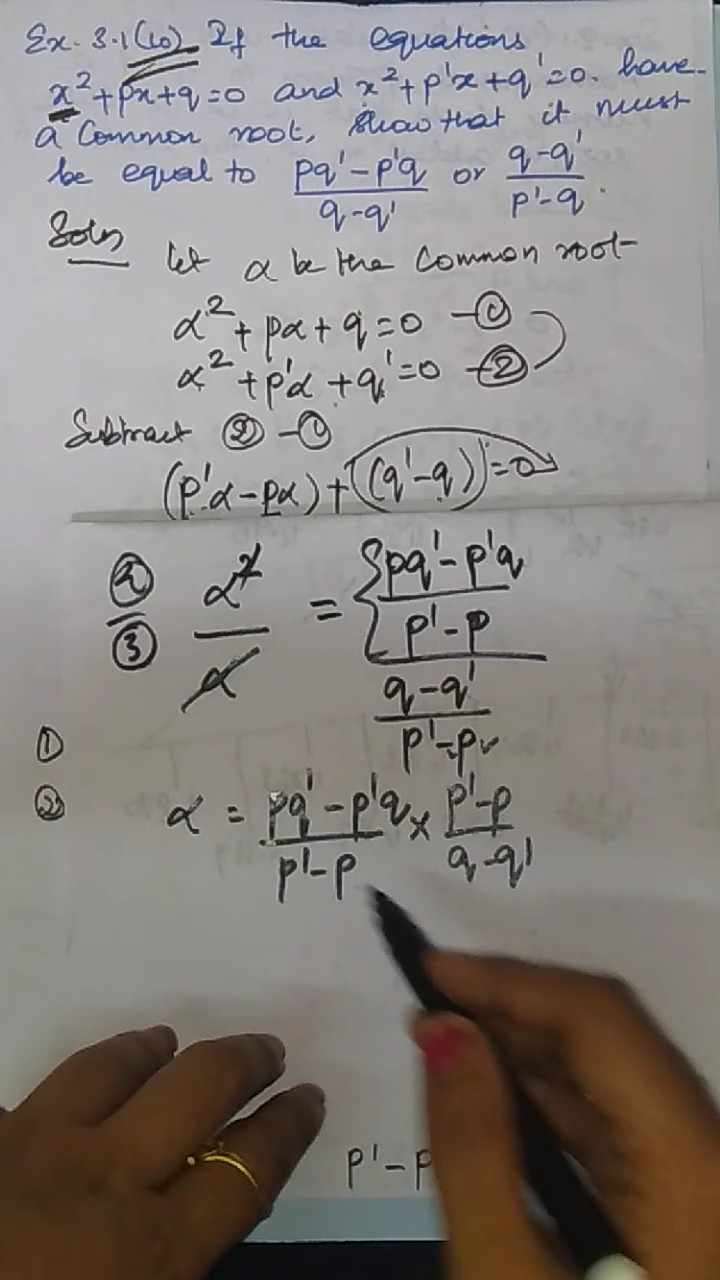 Ex. 3.1(10) If the equations
x²+px+q=0 and x²+p'x+q'=0. have
a Common root, show that it must
be equal to pq'-p'q/q-q' or q-q'/p'-q.
Soln let α be the Common root
α²+pα+q=0 -①
α²+p'α+q'=0 -②
Subtract ②-①
(p'α-pα)+(q'-q)=0
②/③ α²/α = {pq'-p'q/p'-p / q-q'/p'-p
①
② α = pq'-p'q/p'-p × p'-p/q-q'
p'-p